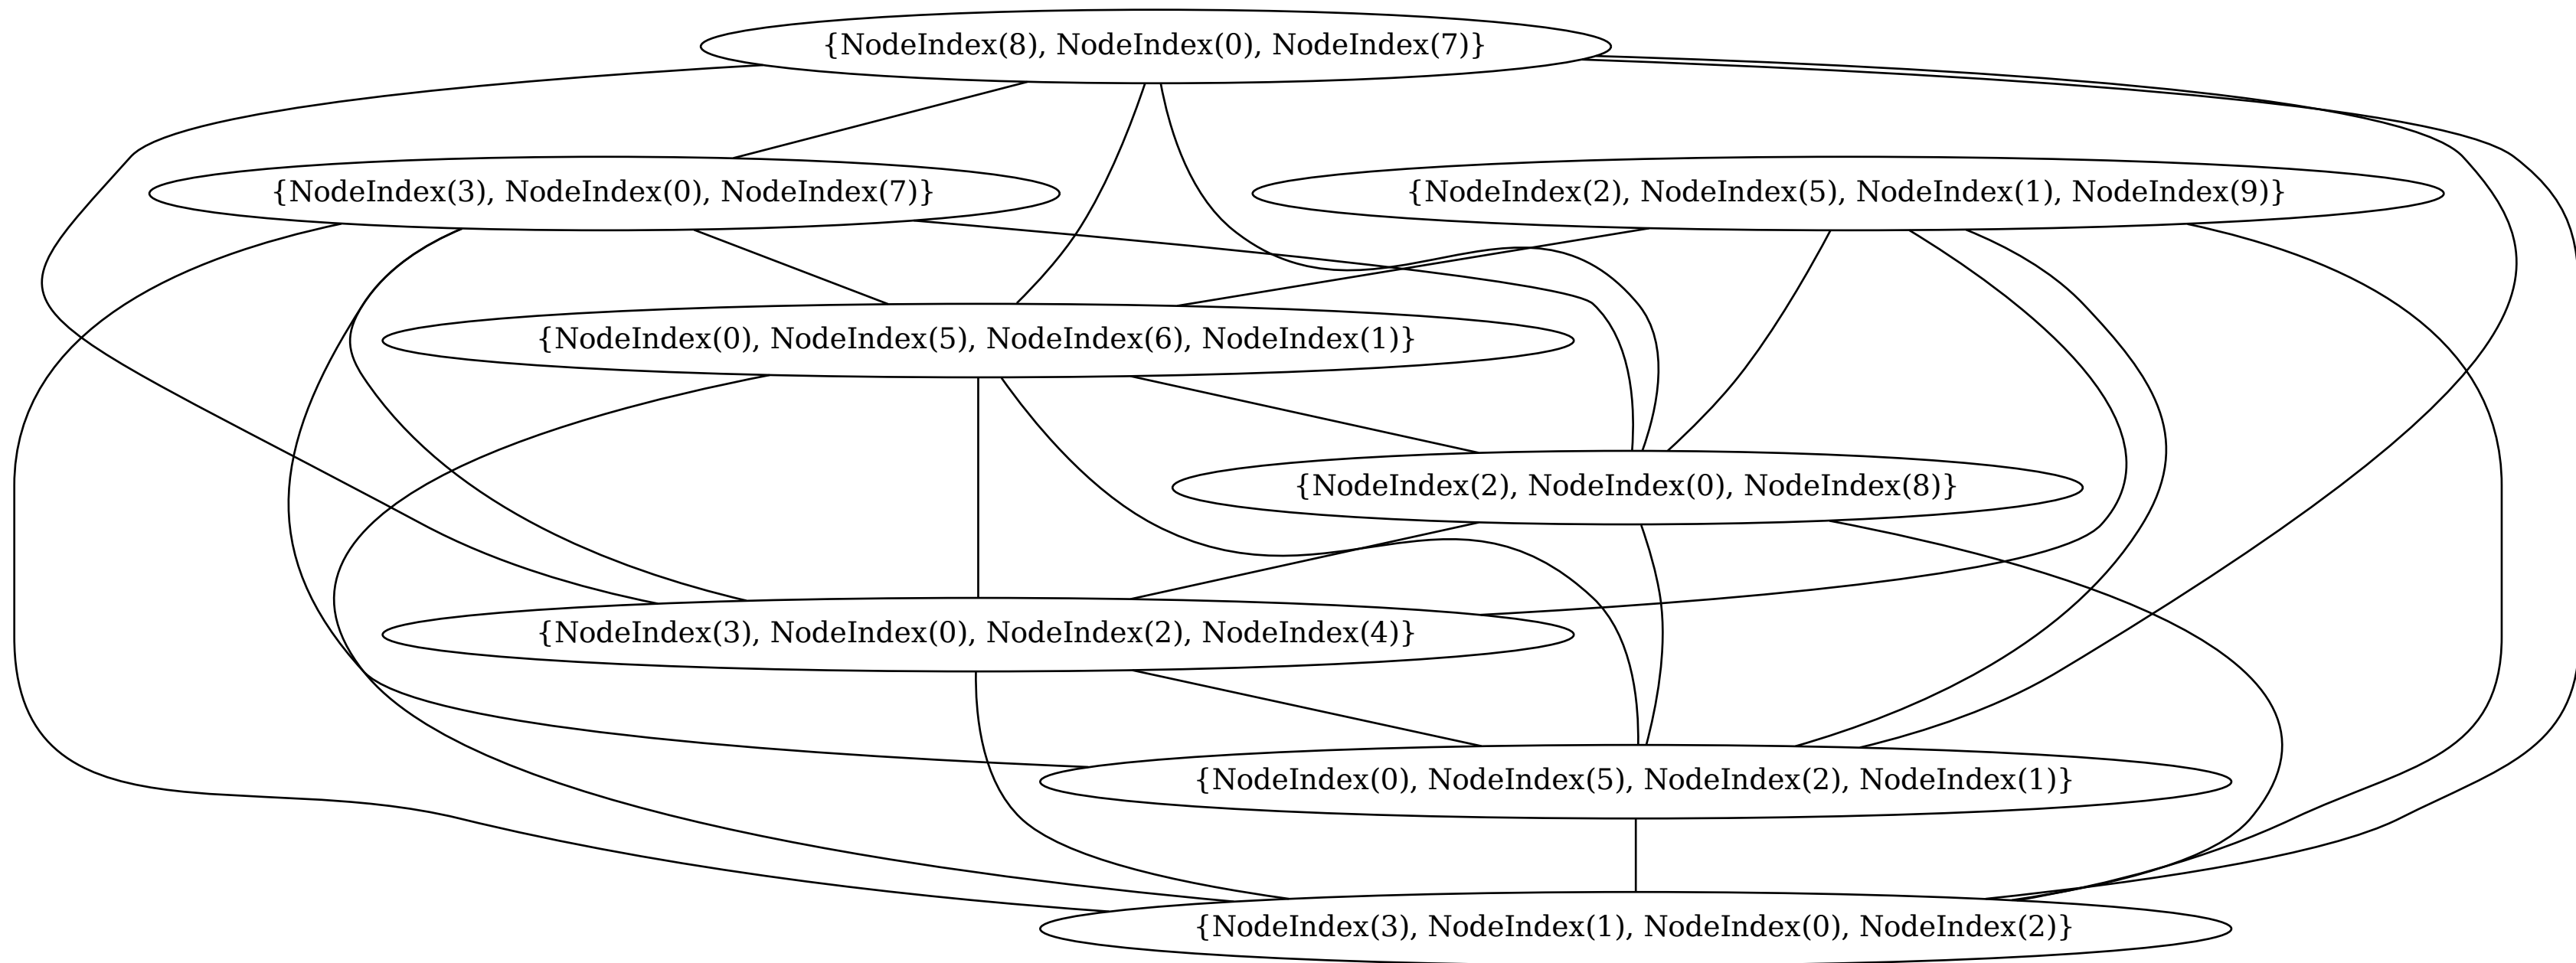 {NodeIndex(8), NodeIndex(0), NodeIndex(7)}
{NodeIndex(3), NodeIndex(0), NodeIndex(7)}
{NodeIndex(2), NodeIndex(5), NodeIndex(1), NodeIndex(9)}
{NodeIndex(0), NodeIndex(5), NodeIndex(6), NodeIndex(1)}
{NodeIndex(2), NodeIndex(0), NodeIndex(8)}
{NodeIndex(3), NodeIndex(0), NodeIndex(2), NodeIndex(4)}
{NodeIndex(0), NodeIndex(5), NodeIndex(2), NodeIndex(1)}
{NodeIndex(3), NodeIndex(1), NodeIndex(0), NodeIndex(2)}